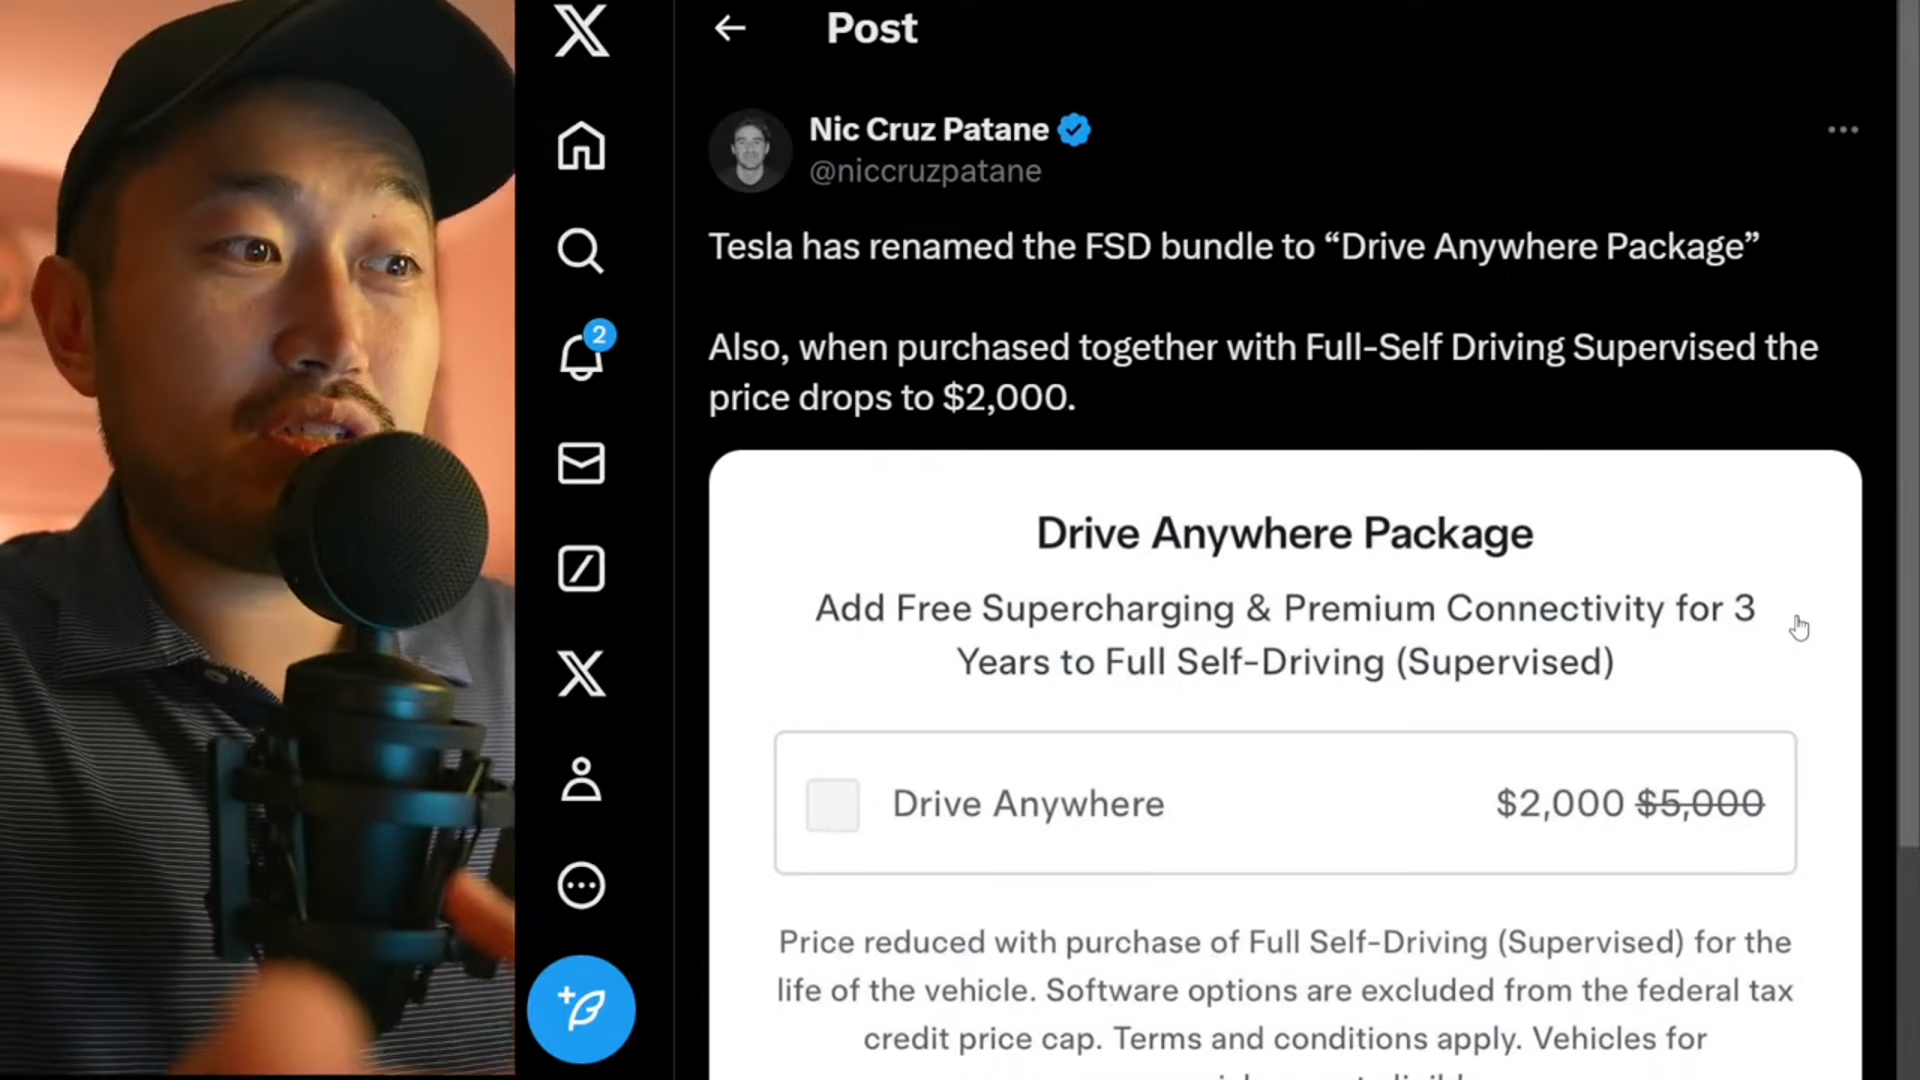 Post
Nic Cruz Patane
@niccruzpatane
Tesla has renamed the FSD bundle to “Drive Anywhere Package”
Also, when purchased together with Full-Self Driving Supervised the
price drops to $2,000.
2
Drive Anywhere Package
Add Free Supercharging & Premium Connectivity for 3
Years to Full Self-Driving (Supervised)
Drive Anywhere $2,000 $5,000
Price reduced with purchase of Full Self-Driving (Supervised) for the
life of the vehicle. Software options are excluded from the federal tax
credit price cap. Terms and conditions apply. Vehicles for